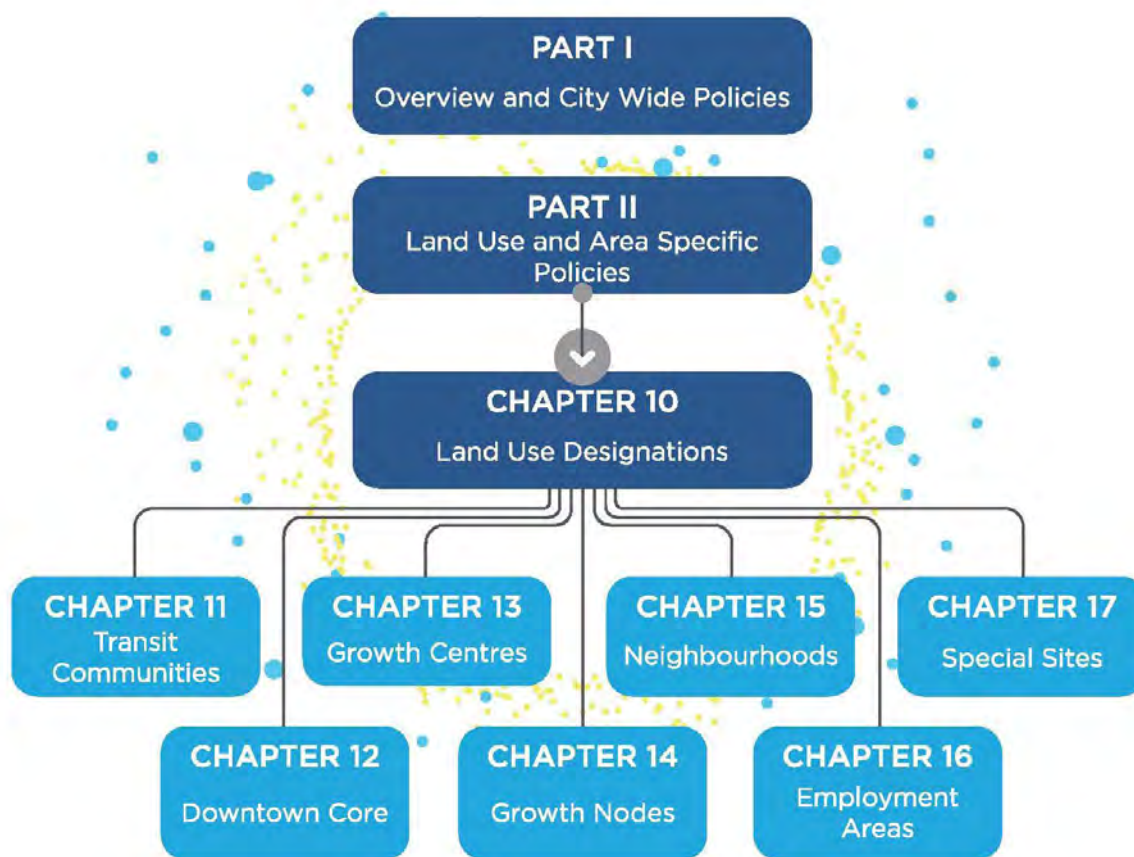 PART I
Overview and City Wide Policies
PART II
Land Use and Area Specific
Policies
CHAPTER 10
Land Use Designations
CHAPTER 11
Transit
Communities
CHAPTER 13
Growth Centres
CHAPTER 15
Neighbourhoods
CHAPTER 17
Special Sites
CHAPTER 12
Downtown Core
CHAPTER 14
Growth Nodes
CHAPTER 16
Employment
Areas